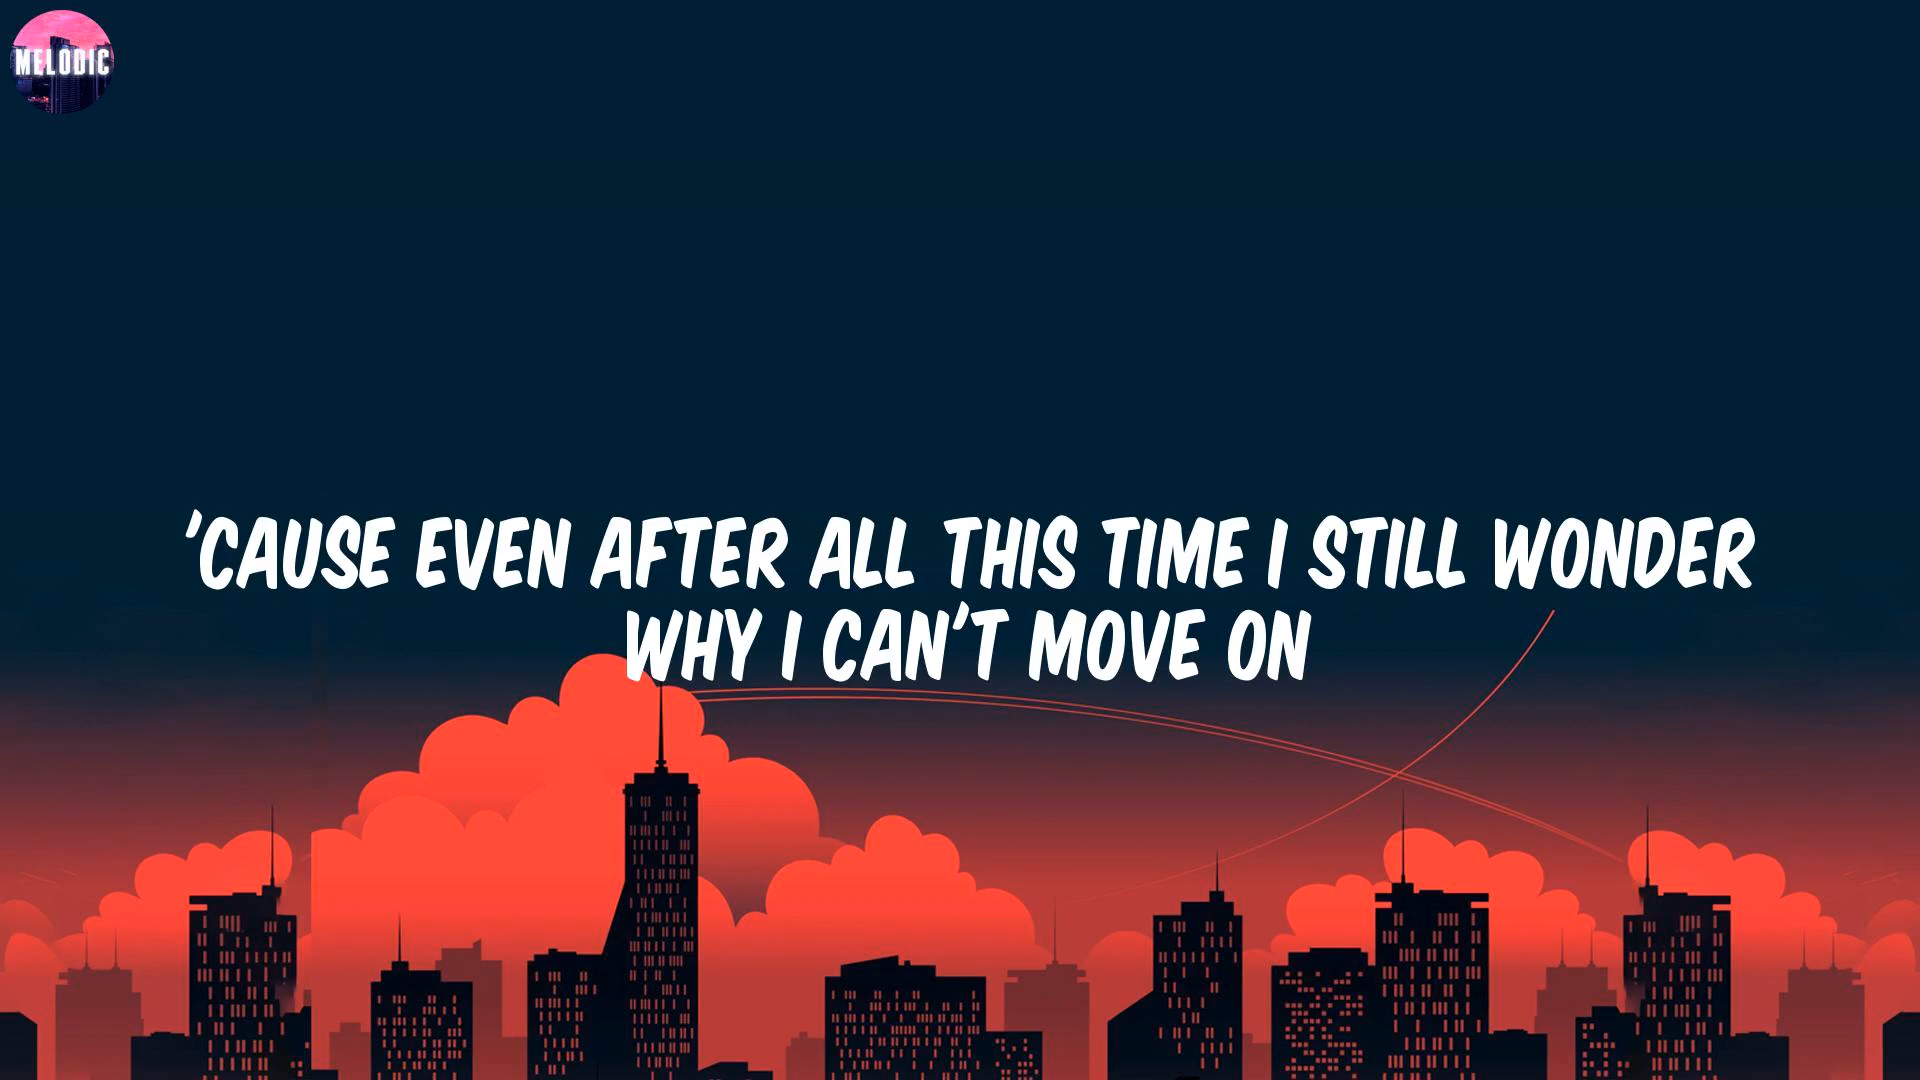 MELODIC
'CAUSE EVEN AFTER ALL THIS TIME I STILL WONDER
WHY I CAN'T MOVE ON